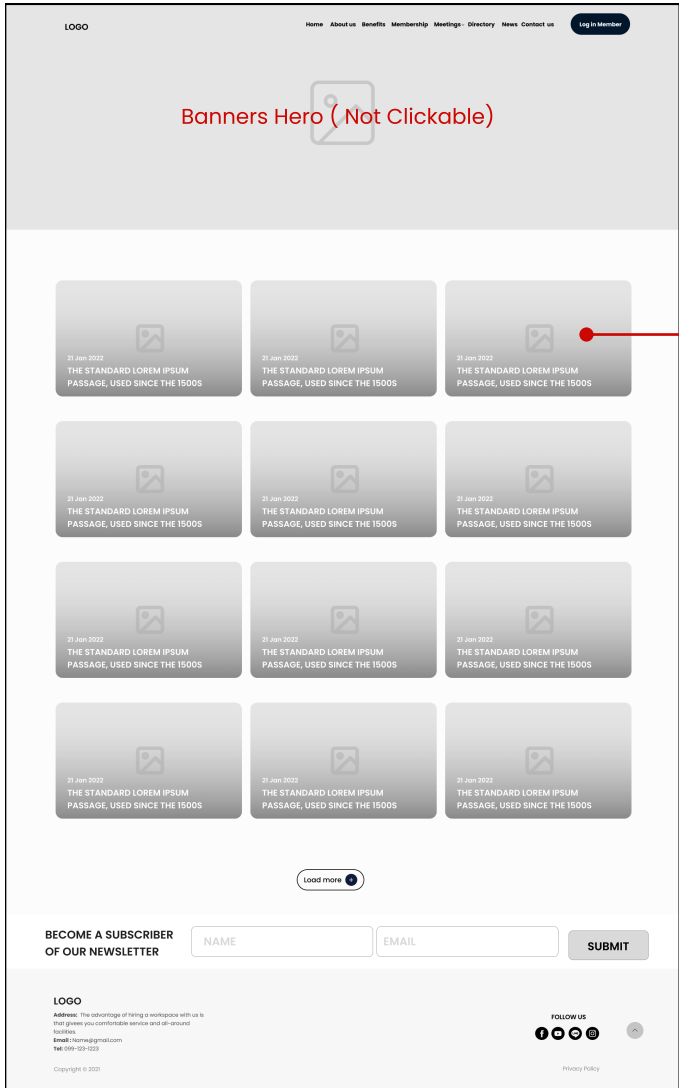 LOGO
Home About us Benefits Membership Meetings Directory News Contact us Log in Member
Banners Hero ( Not Clickable)
21 Jan 2022
THE STANDARD LOREM IPSUM
PASSAGE, USED SINCE THE 1500S
21 Jan 2022
THE STANDARD LOREM IPSUM
PASSAGE, USED SINCE THE 1500S
21 Jan 2022
THE STANDARD LOREM IPSUM
PASSAGE, USED SINCE THE 1500S
21 Jan 2022
THE STANDARD LOREM IPSUM
PASSAGE, USED SINCE THE 1500S
21 Jan 2022
THE STANDARD LOREM IPSUM
PASSAGE, USED SINCE THE 1500S
21 Jan 2022
THE STANDARD LOREM IPSUM
PASSAGE, USED SINCE THE 1500S
21 Jan 2022
THE STANDARD LOREM IPSUM
PASSAGE, USED SINCE THE 1500S
21 Jan 2022
THE STANDARD LOREM IPSUM
PASSAGE, USED SINCE THE 1500S
21 Jan 2022
THE STANDARD LOREM IPSUM
PASSAGE, USED SINCE THE 1500S
21 Jan 2022
THE STANDARD LOREM IPSUM
PASSAGE, USED SINCE THE 1500S
21 Jan 2022
THE STANDARD LOREM IPSUM
PASSAGE, USED SINCE THE 1500S
21 Jan 2022
THE STANDARD LOREM IPSUM
PASSAGE, USED SINCE THE 1500S
Load more
BECOME A SUBSCRIBER
OF OUR NEWSLETTER
NAME
EMAIL
SUBMIT
LOGO
Address: The advantage of hiring a workspace with us is
that givees you comfortable service and all-around
facilities.
Email : Name@gmail.com
Tel: 099-123-1223
FOLLOW US
Copyright © 2021
Privacy Policy